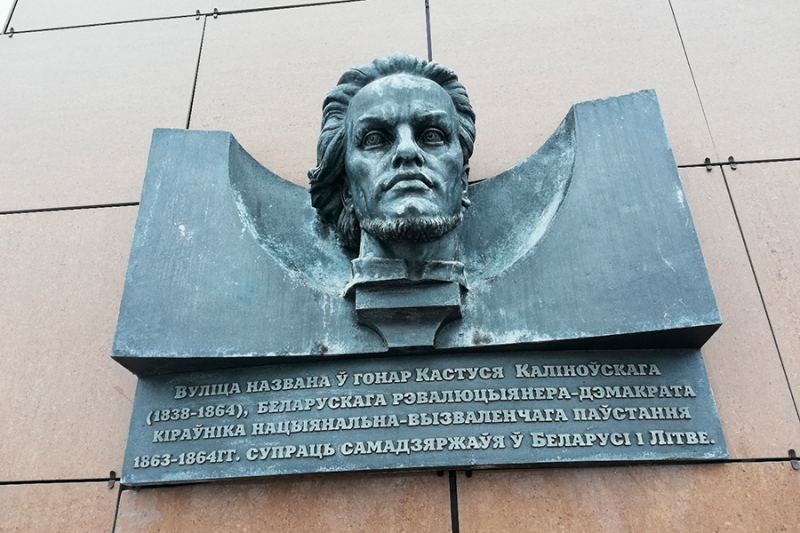 Вуліца названа ў гонар Кастуся Каліноўскага
(1838-1864), беларускага рэвалюцыянера-дэмакрата
кіраўніка нацыянальна-вызваленчага паўстання
1863-1864гг. супраць самадзяржаўя ў Беларусі і Літве.